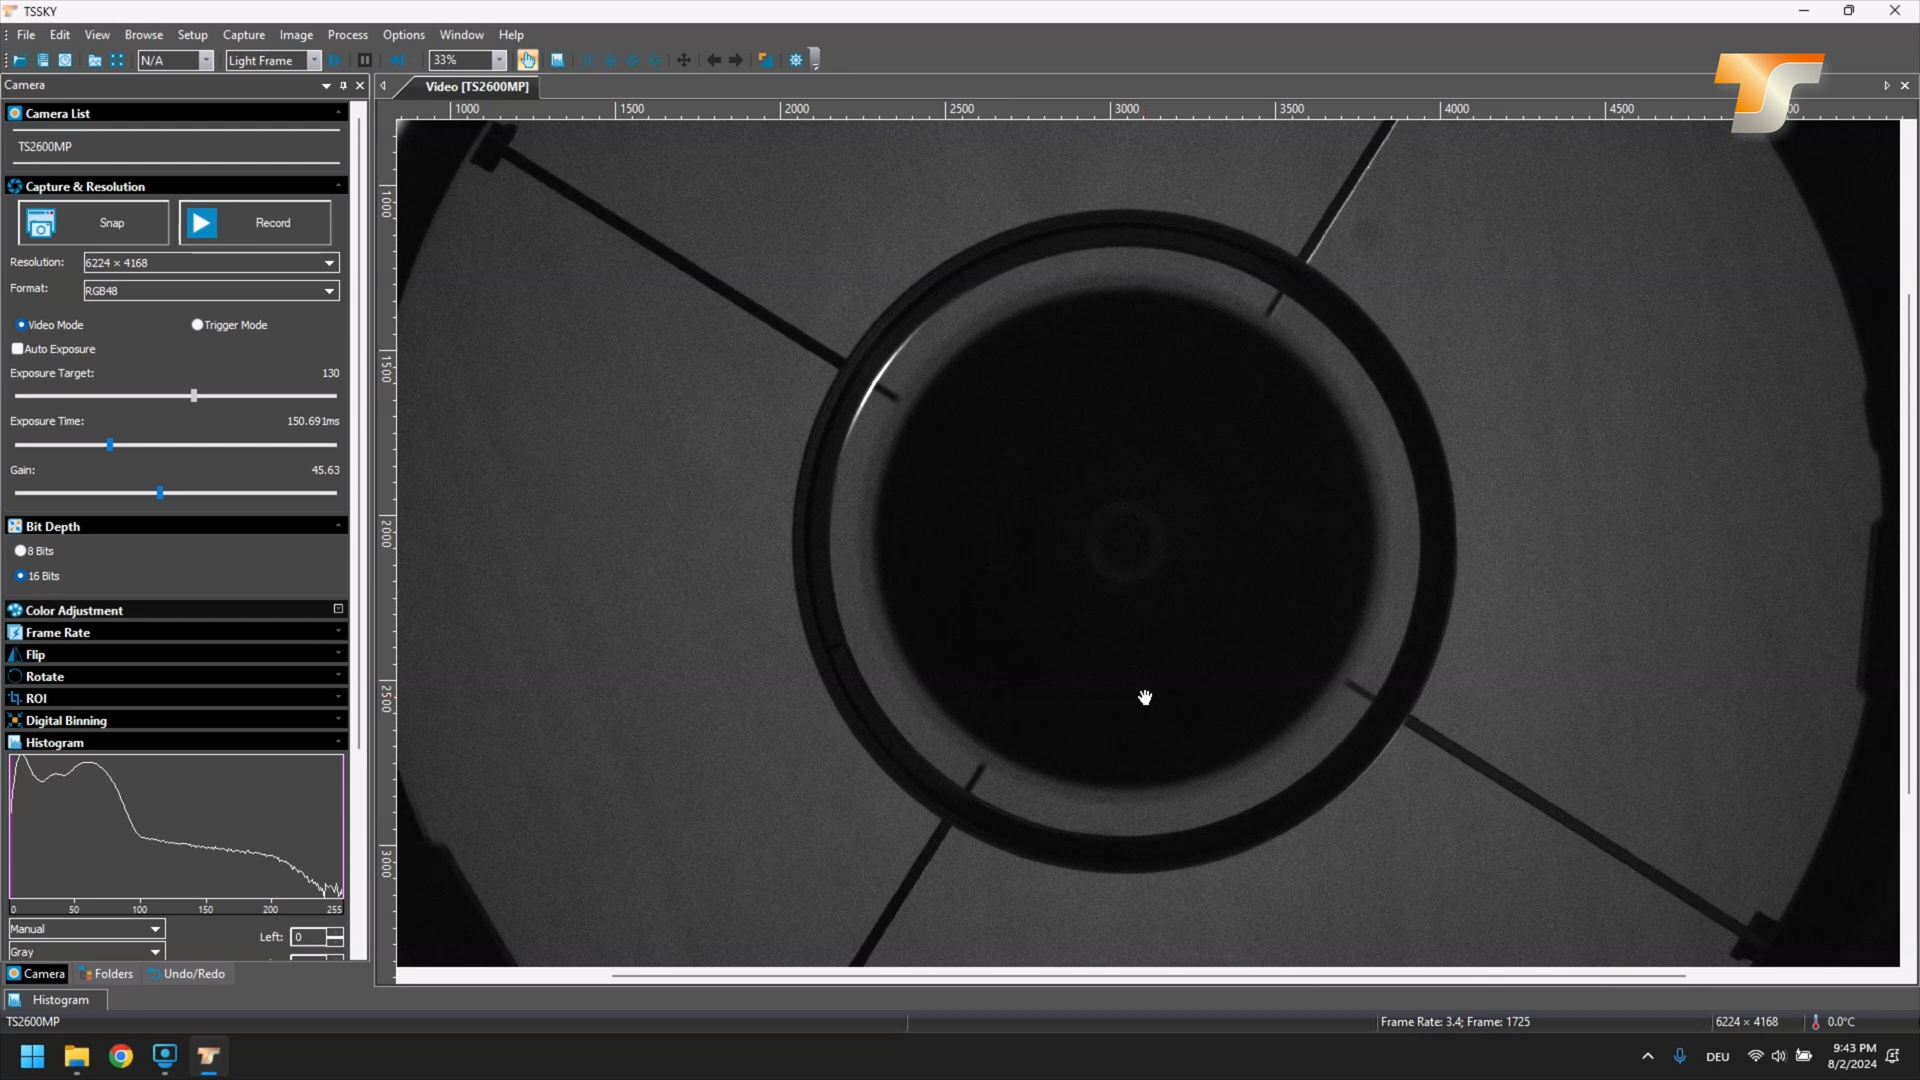 TSSKY
File Edit View Browse Setup Capture Image Process Options Window Help
N/A Light Frame 33%
Camera
Video [TS2600MP]
1000 1500 2000 2500 3000 3500 4000 4500
Camera List
TS2600MP
Capture & Resolution
Snap Record
Resolution: 6224 × 4168
Format: RGB48
Video Mode Trigger Mode
Auto Exposure
Exposure Target: 130
Exposure Time: 150.691ms
Gain: 45.63
Bit Depth
8 Bits
16 Bits
Color Adjustment
Frame Rate
Flip
Rotate
ROI
Digital Binning
Histogram
0 50 100 150 200 255
Manual Left: 0
Gray
1000
1500
2000
2500
3000
Camera Folders Undo/Redo
Histogram
TS2600MP Frame Rate: 3.4; Frame: 1725 6224 × 4168 0.0°C
DEU 9:43 PM
8/2/2024